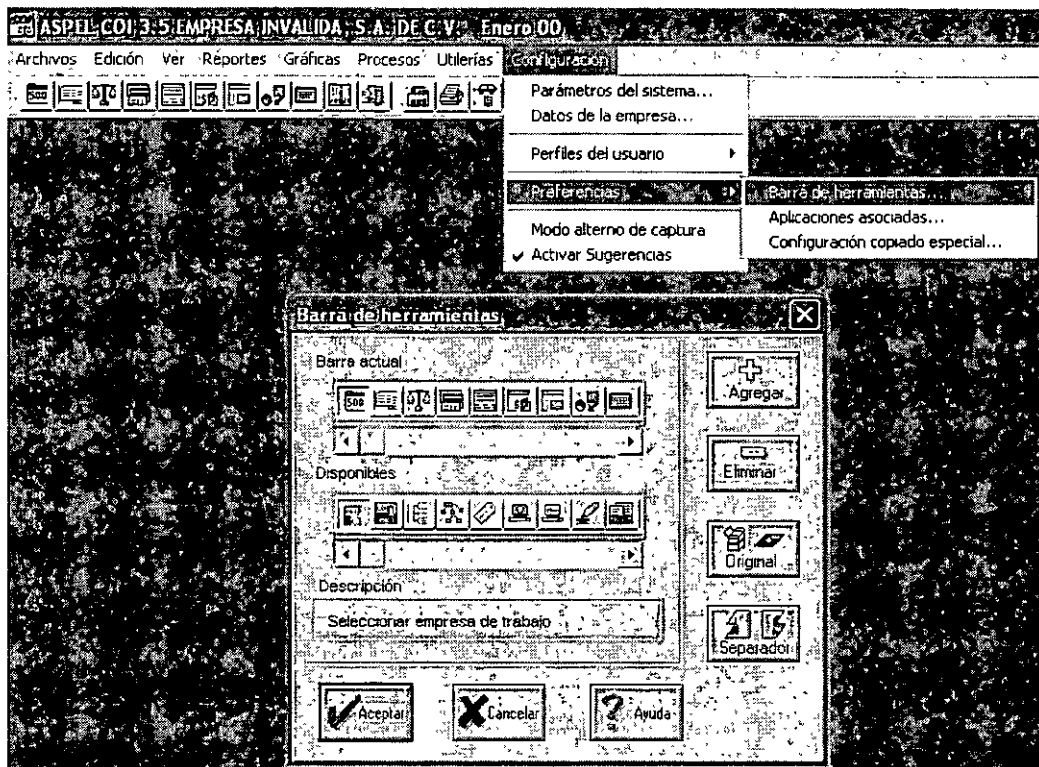 ASPEL-COI 3.5 EMPRESA INVALIDA, S.A. DE C.V. Enero 00
Archivos Edición Ver Reportes Gráficas Procesos Utilerías Configuración
Parámetros del sistema...
Datos de la empresa...
Perfiles del usuario
Preferencias
Barra de herramientas...
Aplicaciones asociadas...
Configuración copiado especial...
Modo alterno de captura
Activar Sugerencias
Barra de herramientas
Barra actual
Agregar
Disponibles
Eliminar
Original
Descripción
Seleccionar empresa de trabajo
Separador
Aceptar
Cancelar
Ayuda